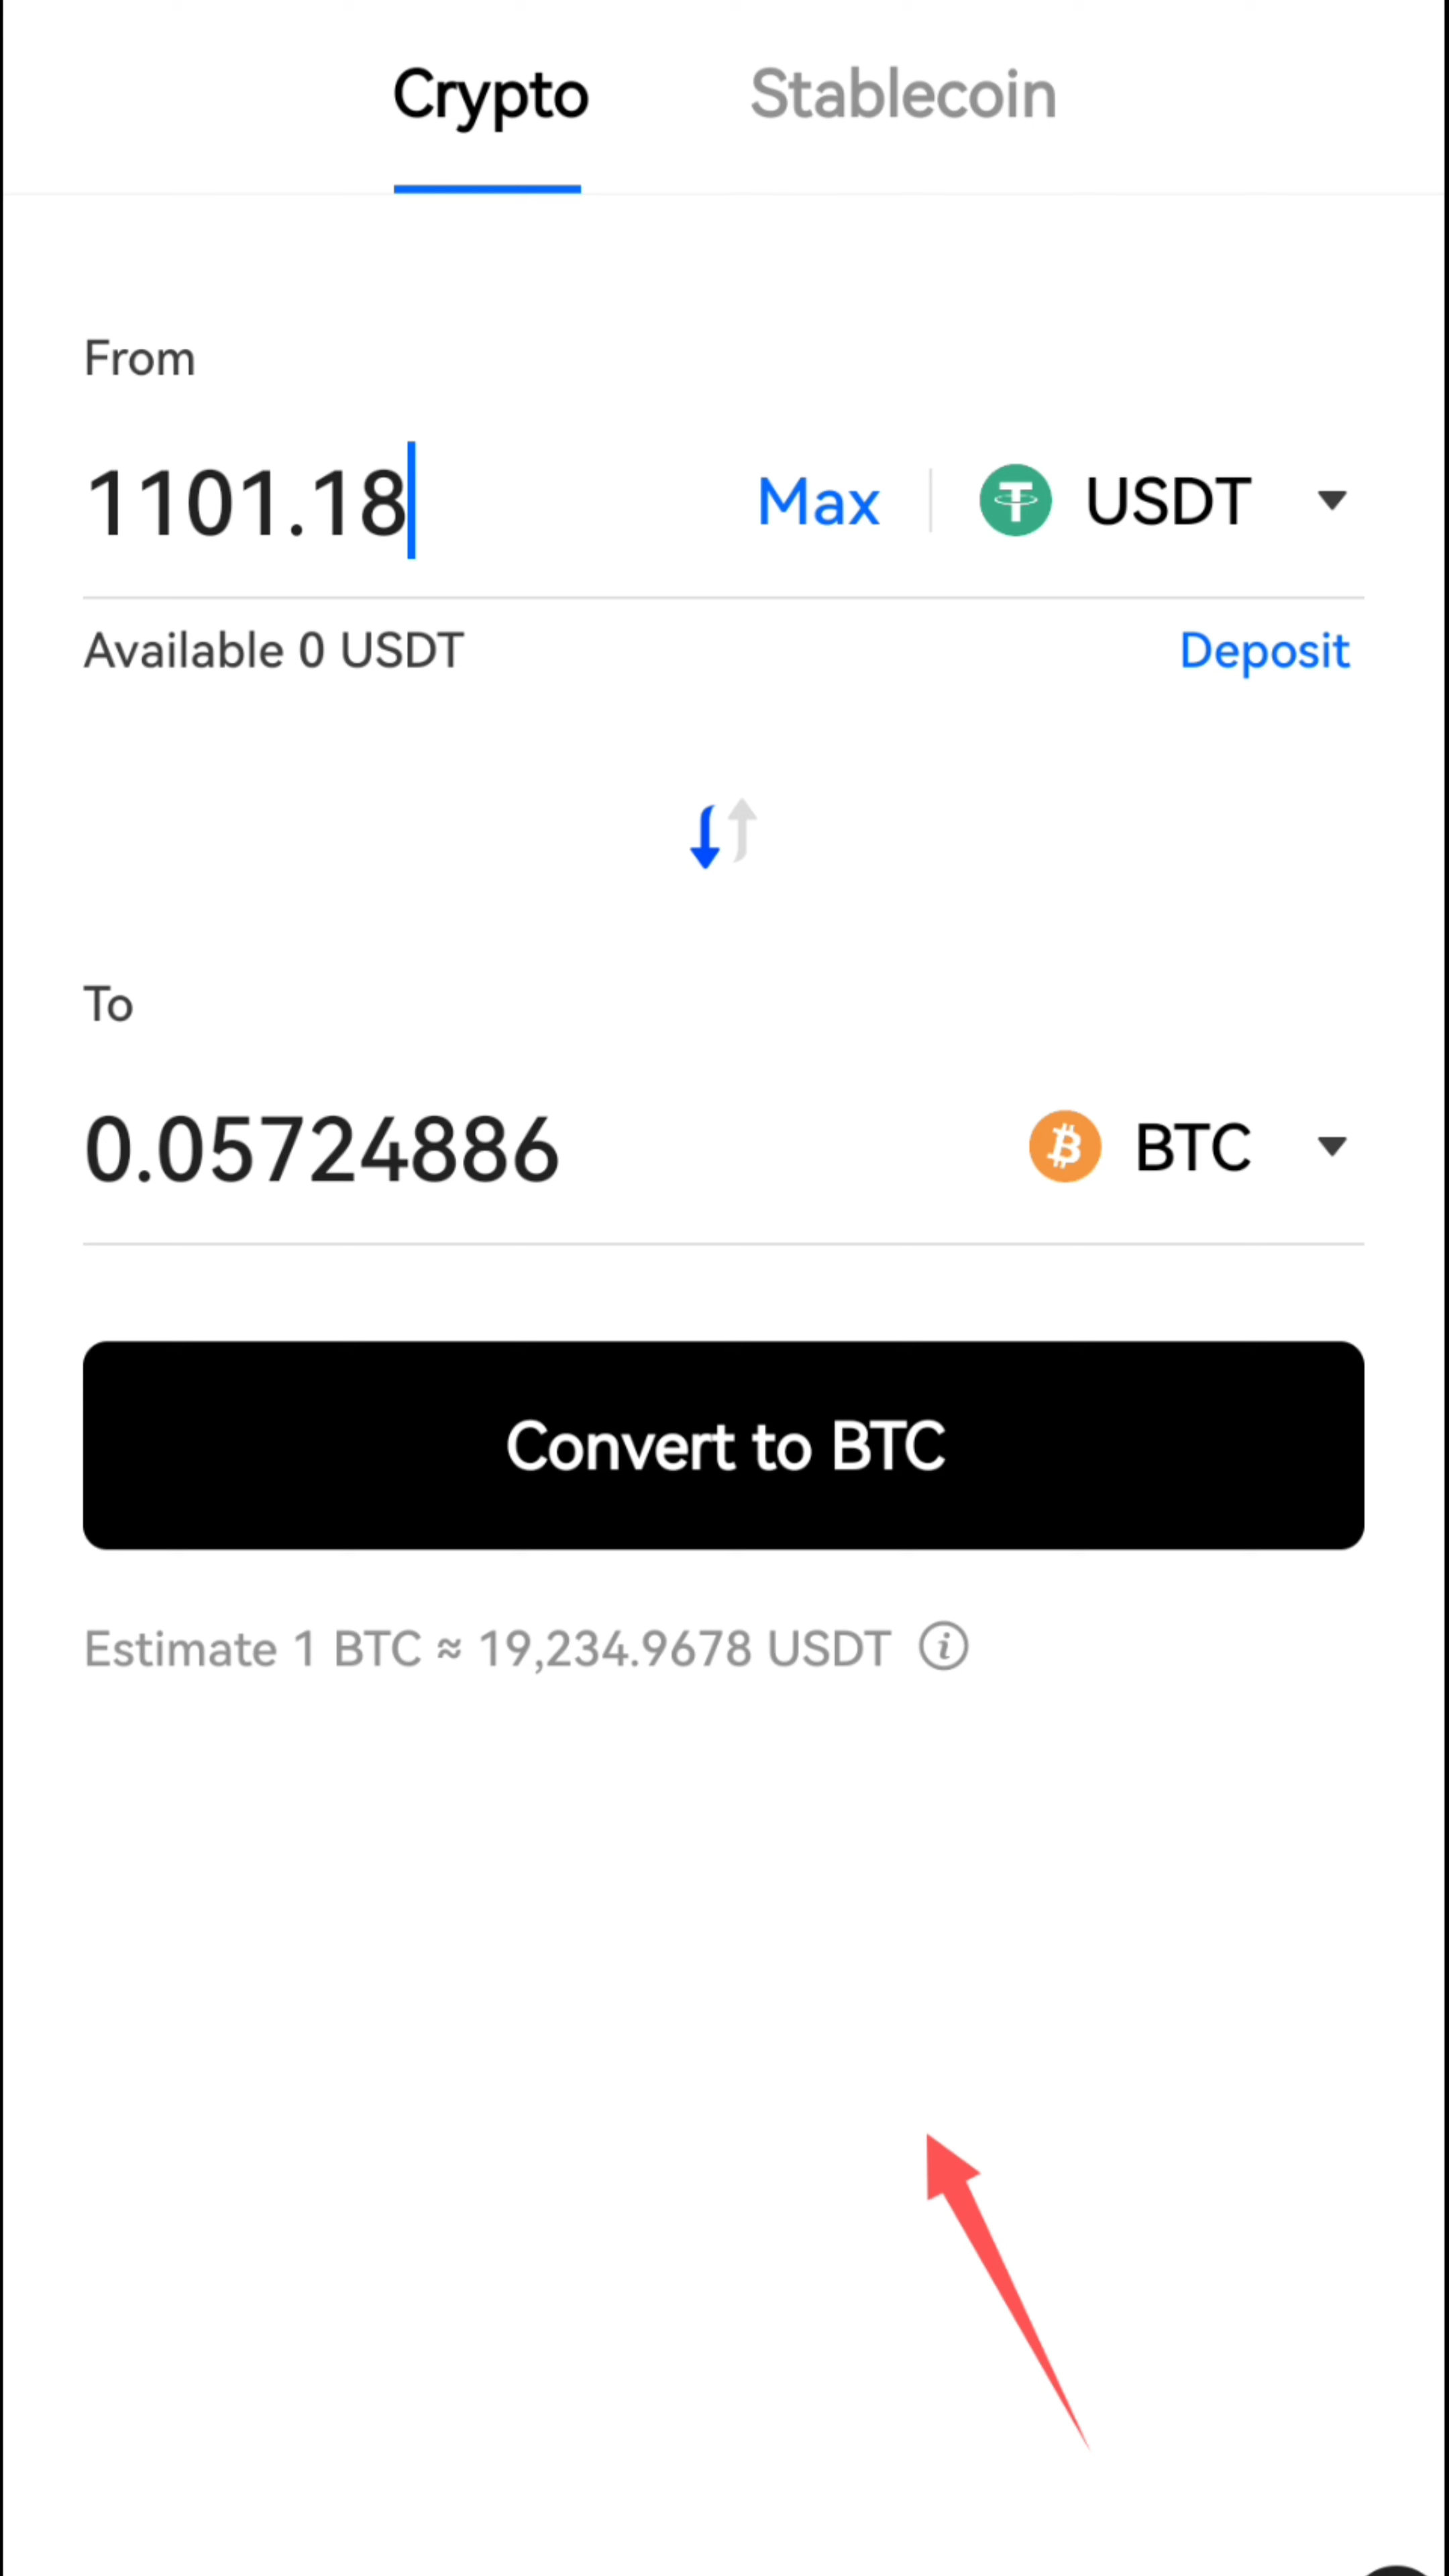 Crypto Stablecoin
From
1101.18 Max USDT
Available 0 USDT Deposit
To
0.05724886 BTC
Convert to BTC
Estimate 1 BTC ≈ 19,234.9678 USDT